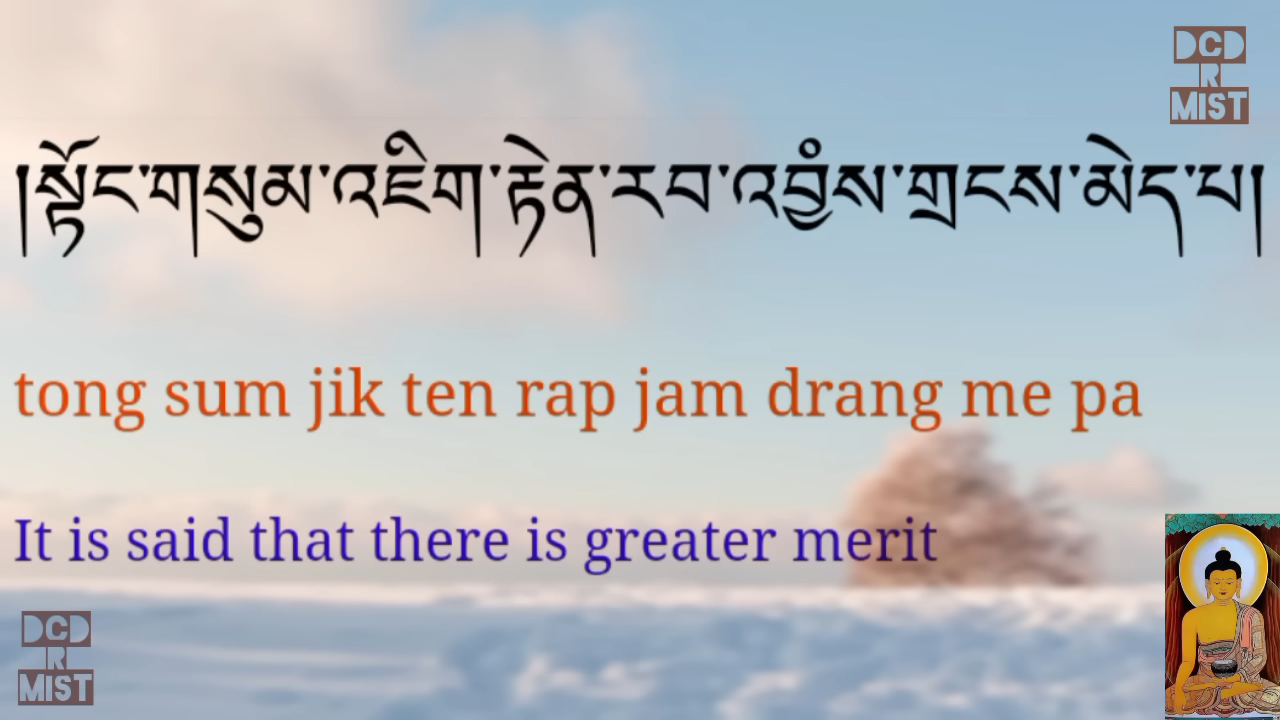 DCD
R
MIST
།སྟོང་གསུམ་འཇིག་རྟེན་རབ་འབྱཾས་གྲངས་མེད་པ།
tong sum jik ten rap jam drang me pa
It is said that there is greater merit
DCD
R
MIST